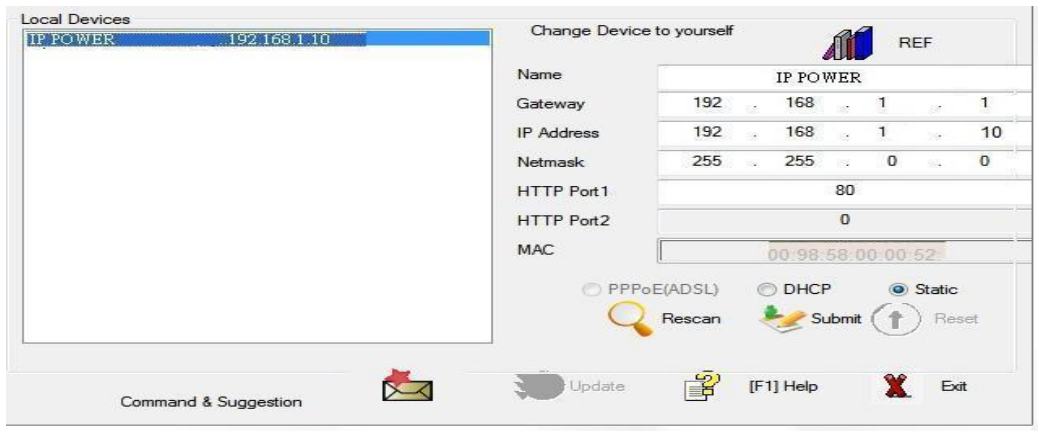 Local Devices
IP POWER 192.168.1.10
Change Device to yourself
REF
Name IP POWER
Gateway 192 . 168 . 1 . 1
IP Address 192 . 168 . 1 . 10
Netmask 255 . 255 . 0 . 0
HTTP Port1 80
HTTP Port2 0
MAC 00:98:58:00:00:52:
PPPoE(ADSL) DHCP Static
Rescan Submit Reset
Command & Suggestion Update [F1] Help Exit